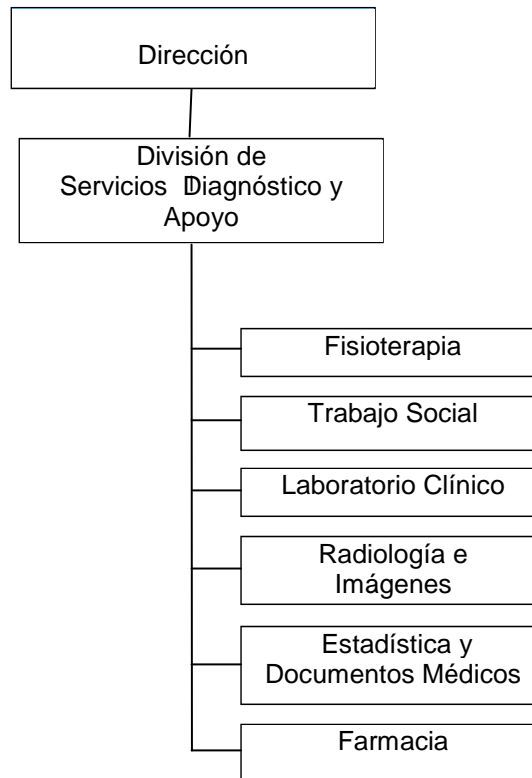 Dirección
División de
Servicios Diagnóstico y
Apoyo
Fisioterapia
Trabajo Social
Laboratorio Clínico
Radiología e
Imágenes
Estadística y
Documentos Médicos
Farmacia